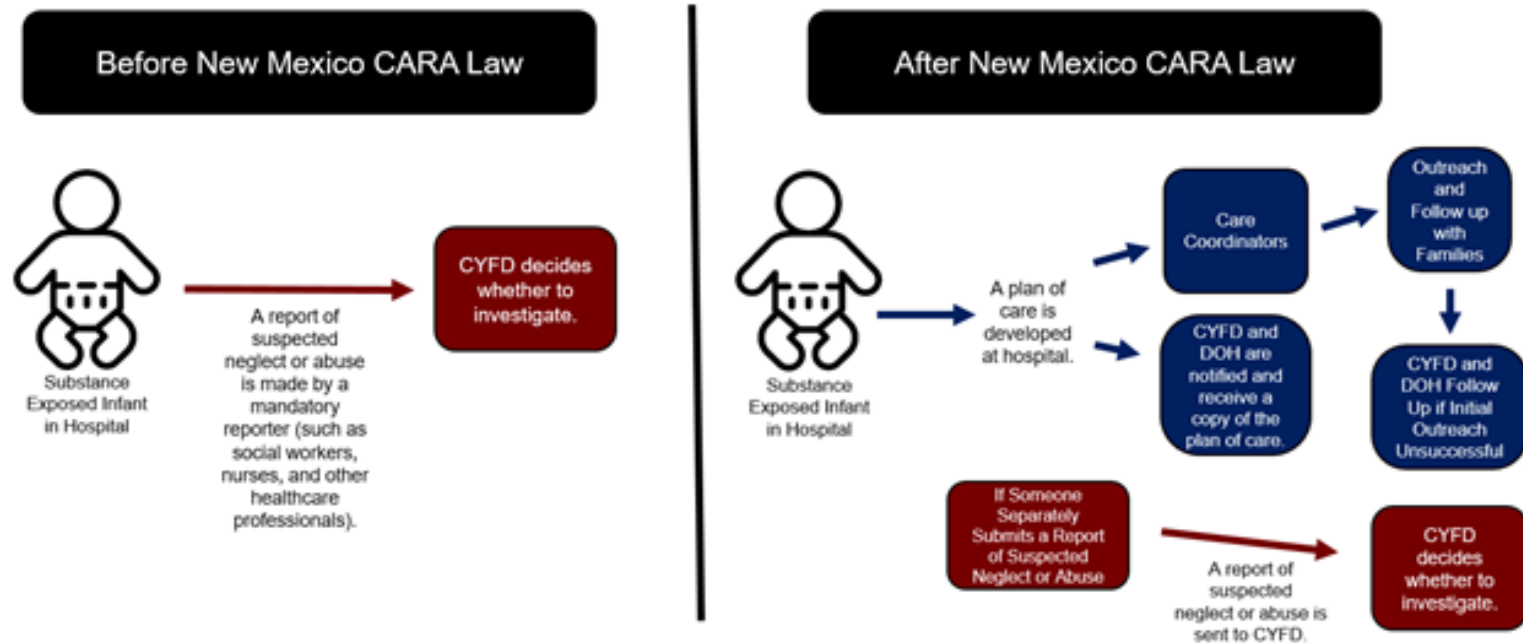 Before New Mexico CARA Law
Substance
Exposed Infant
in Hospital
A report of
suspected
neglect or abuse
is made by a
mandatory
reporter (such as
social workers,
nurses, and other
healthcare
professionals).
CYFD decides
whether to
investigate.
After New Mexico CARA Law
Substance
Exposed Infant
in Hospital
A plan of
care is
developed
at hospital.
Care
Coordinators
Outreach
and
Follow up
with
Families
CYFD and
DOH are
notified and
receive a
copy of the
plan of care.
CYFD and
DOH Follow
Up if Initial
Outreach
Unsuccessful
If Someone
Separately
Submits a Report
of Suspected
Neglect or Abuse
A report of
suspected
neglect or abuse is
sent to CYFD.
CYFD
decides
whether to
investigate.